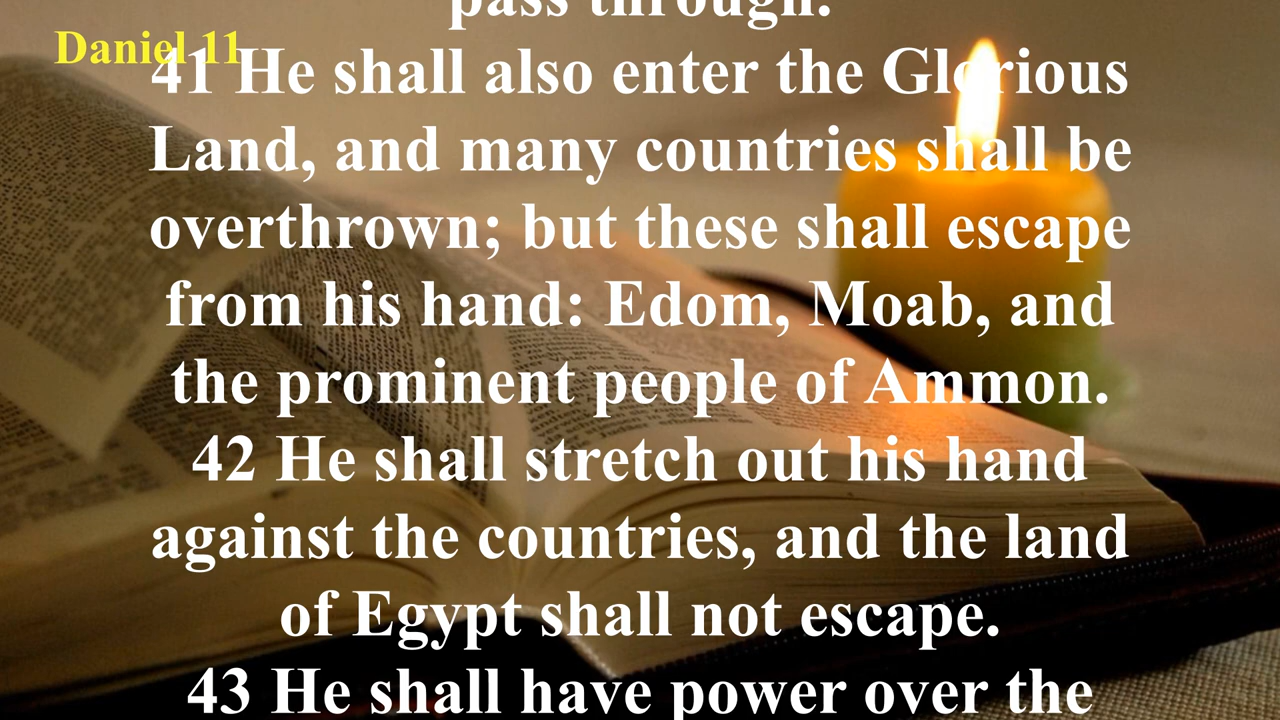 pass through.
Daniel 11
41 He shall also enter the Glorious
Land, and many countries shall be
overthrown; but these shall escape
from his hand: Edom, Moab, and
the prominent people of Ammon.
42 He shall stretch out his hand
against the countries, and the land
of Egypt shall not escape.
43 He shall have power over the